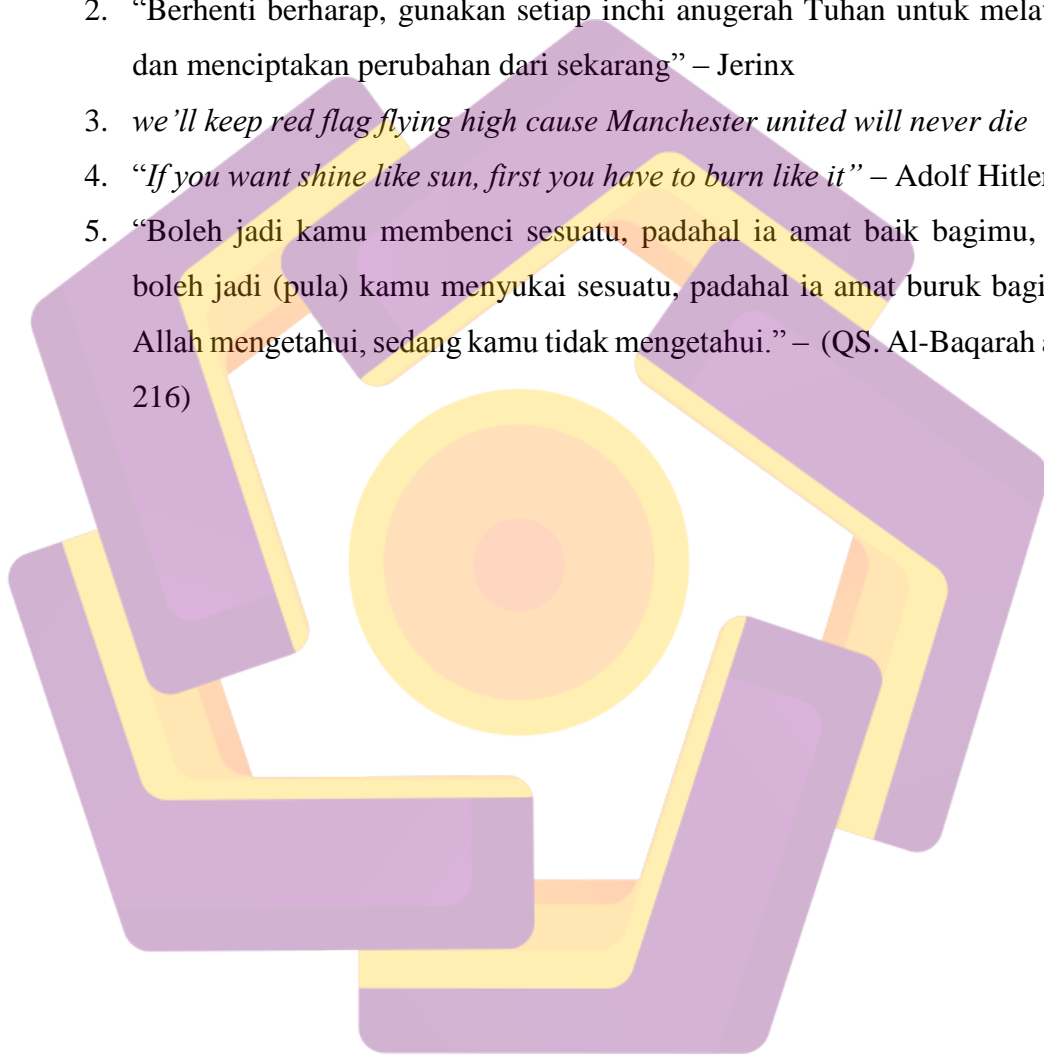 2. “Berhenti berharap, gunakan setiap inchi anugerah Tuhan untuk
dan menciptakan perubahan dari sekarang” – Jerinx
3. we’ll keep red flag flying high cause Manchester united will never die
4. “If you want shine like sun, first you have to burn like it” – Adolf Hitler
5. “Boleh jadi kamu membenci sesuatu, padahal ia amat baik bagimu,
boleh jadi (pula) kamu menyukai sesuatu, padahal ia amat buruk
Allah mengetahui, sedang kamu tidak mengetahui.” – (QS. Al-Baqarah
216)